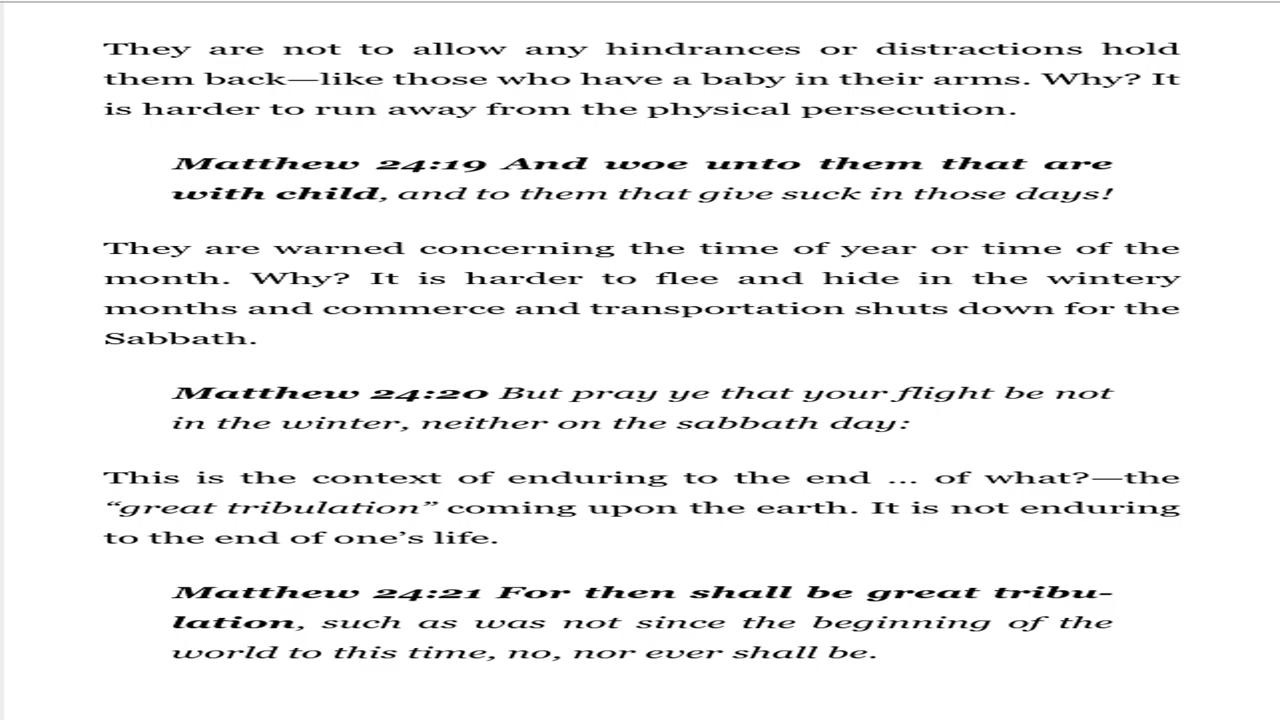 They are not to allow any hindrances or distractions hold
them back—like those who have a baby in their arms. Why? It
is harder to run away from the physical persecution.
Matthew 24:19 And woe unto them that are
with child, and to them that give suck in those days!
They are warned concerning the time of year or time of the
month. Why? It is harder to flee and hide in the wintery
months and commerce and transportation shuts down for the
Sabbath.
Matthew 24:20 But pray ye that your flight be not
in the winter, neither on the sabbath day:
This is the context of enduring to the end ... of what?—the
“great tribulation” coming upon the earth. It is not enduring
to the end of one’s life.
Matthew 24:21 For then shall be great tribu-
lation, such as was not since the beginning of the
world to this time, no, nor ever shall be.